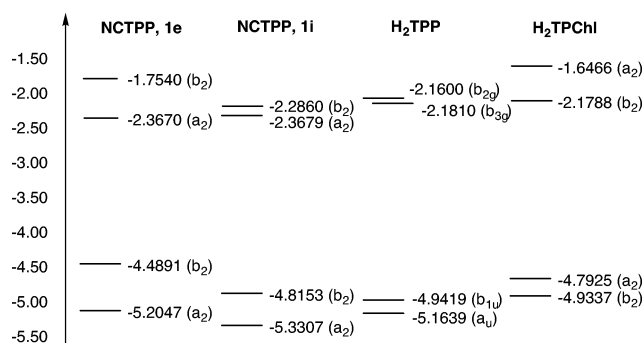 NCTPP, 1e NCTPP, 1i H2TPP H2TPChl
-1.50
-1.7540 (b2) -1.6466 (a2)
-2.00
-2.2860 (b2) -2.1600 (b2g) -2.1788 (b2)
-2.3670 (a2) -2.3679 (a2) -2.1810 (b3g)
-2.50
-3.00
-3.50
-4.00
-4.4891 (b2)
-4.50
-4.8153 (b2) -4.9419 (b1u) -4.7925 (a2)
-5.00
-5.2047 (a2) -5.3307 (a2) -5.1639 (au) -4.9337 (b2)
-5.50